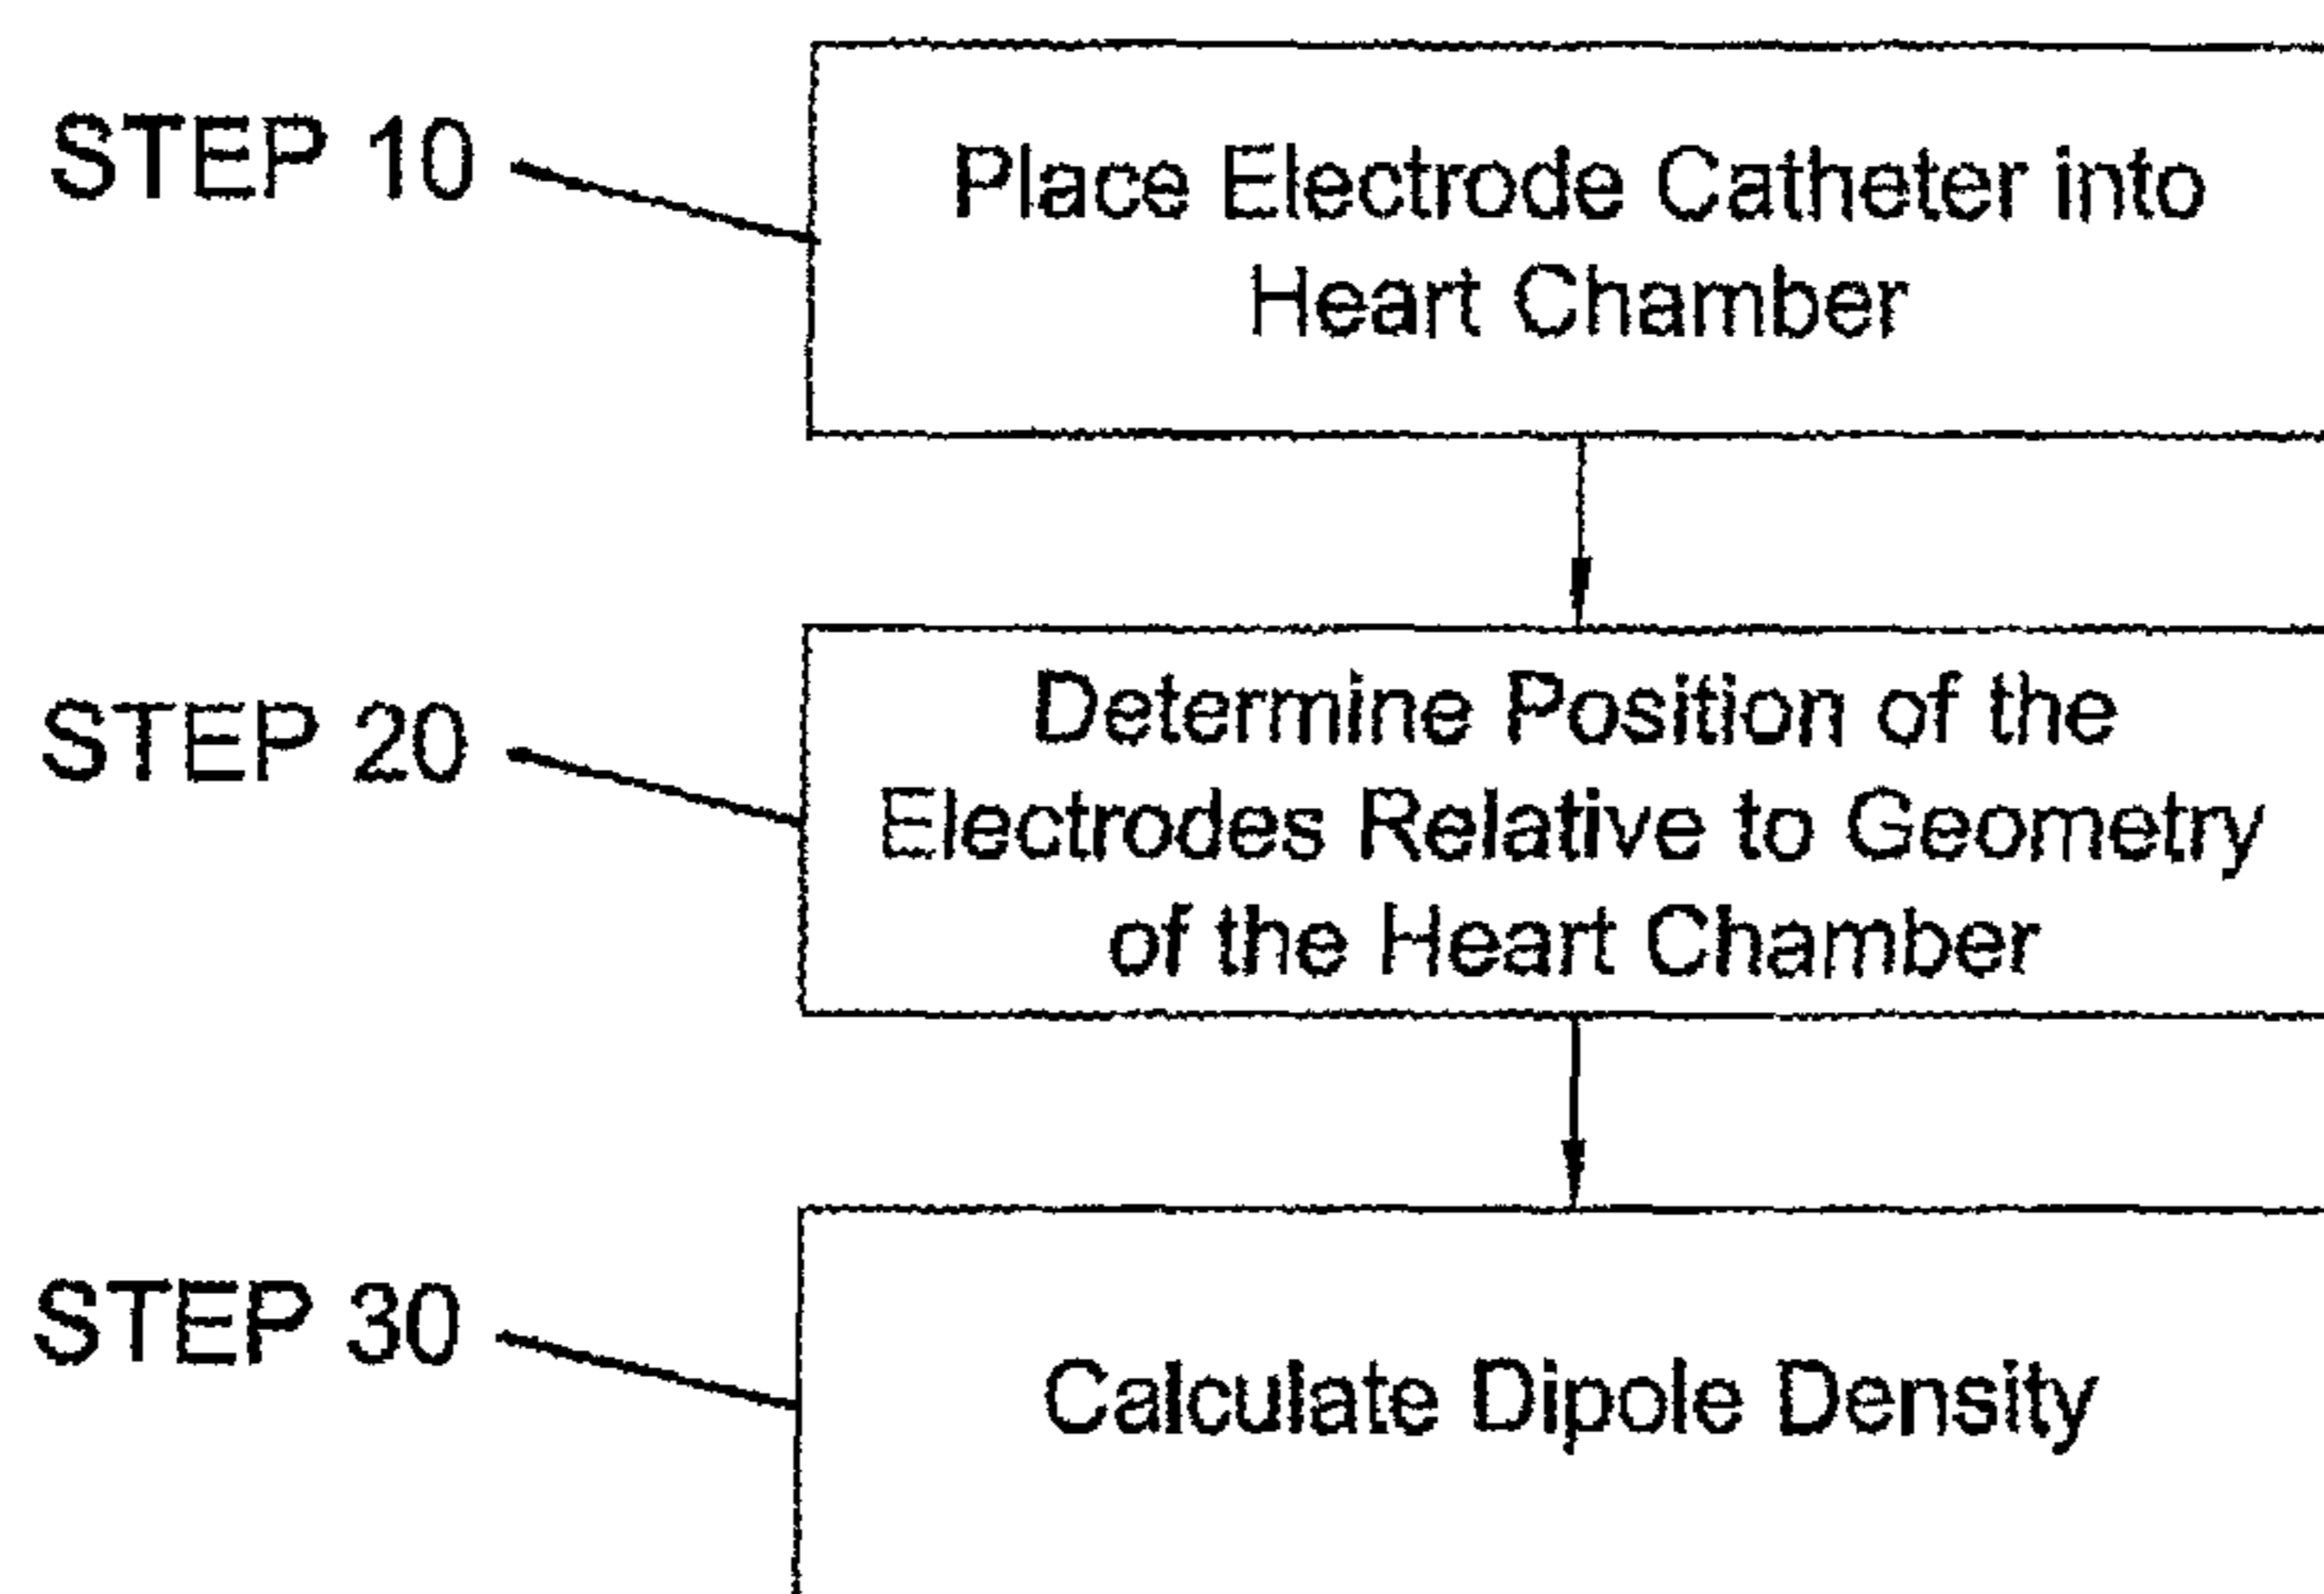 STEP 10
Place Electrode Catheter into
Heart Chamber
STEP 20
Determine Position of the
Electrodes Relative to Geometry
of the Heart Chamber
STEP 30
Calculate Dipole Density